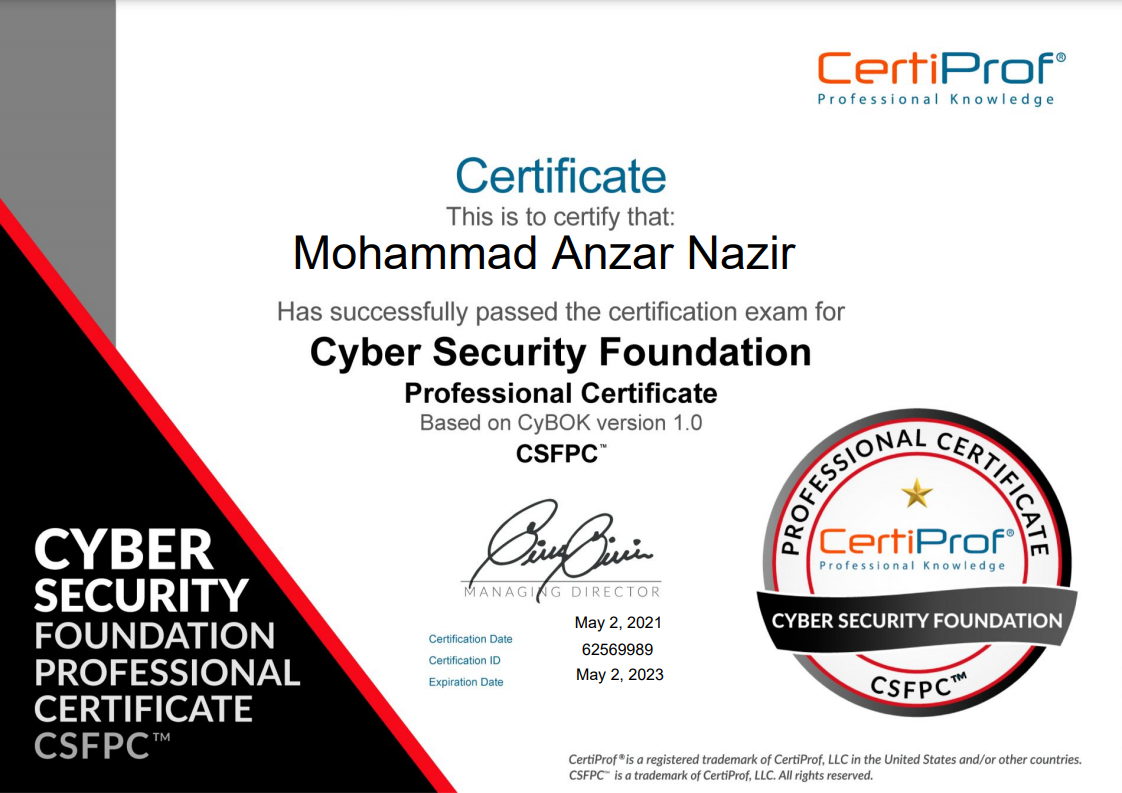 CertiProf®
Professional Knowledge
Certificate
This is to certify that:
Mohammad Anzar Nazir
Has successfully passed the certification exam for
Cyber Security Foundation
Professional Certificate
Based on CyBOK version 1.0
CSFPC™
MANAGING DIRECTOR
Certification Date May 2, 2021
Certification ID 62569989
Expiration Date May 2, 2023
CYBER
SECURITY
FOUNDATION
PROFESSIONAL
CERTIFICATE
CSFPC™
PROFESSIONAL CERTIFICATE
CertiProf®
Professional Knowledge
CYBER SECURITY FOUNDATION
CSFPC™
CertiProf® is a registered trademark of CertiProf, LLC in the United States and/or other countries.
CSFPC™ is a trademark of CertiProf, LLC. All rights reserved.